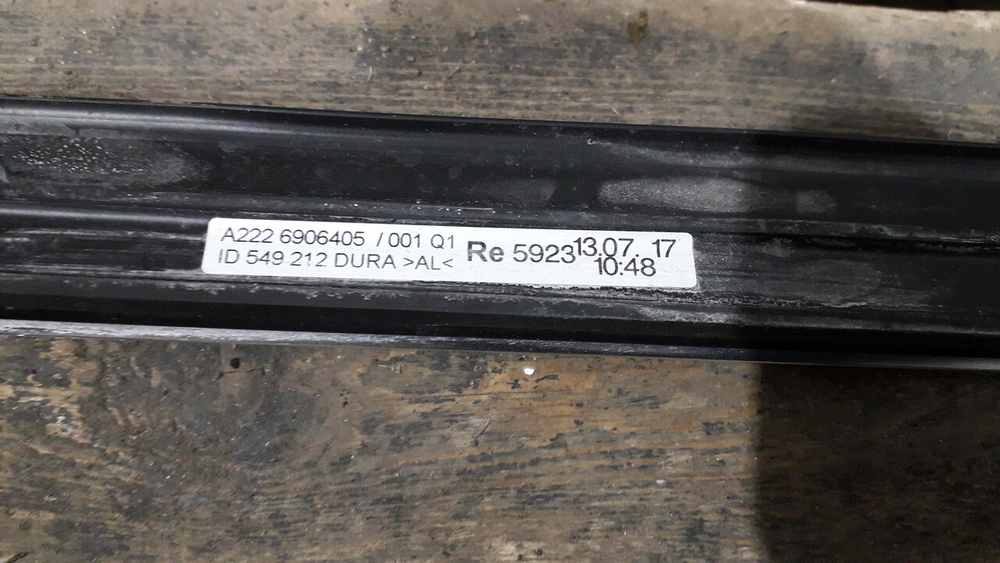 A222 6906405 /001 Q1
ID 549 212 DURA >AL<
Re 5923
13.07.17
10:48